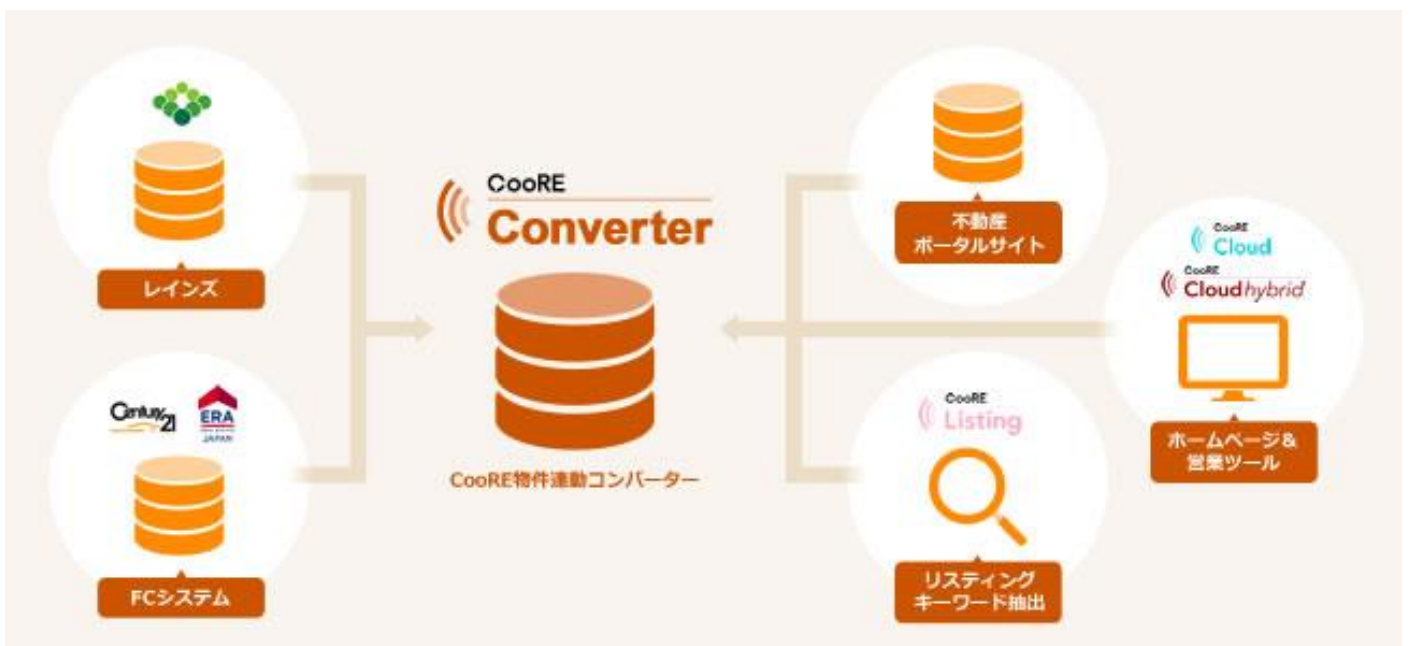 レインズ
Century 21
ERA
JAPAN
FCシステム
CooRE
Converter
CooRE物件連動コンバーター
不動産
ポータルサイト
CooRE
Listing
リスティング
キーワード抽出
CooRE
Cloud
CooRE
Cloud hybrid
ホームページ&
営業ツール